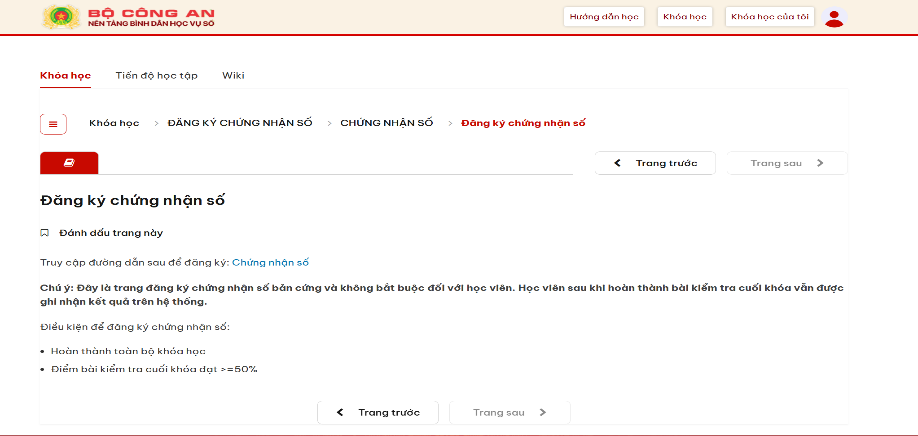 BỘ CÔNG AN
NỀN TẢNG BÌNH DÂN HỌC VỤ SỐ
Hướng dẫn học
Khóa học
Khóa học của tôi
Khóa học
Tiến độ học tập
Wiki
Khóa học > ĐĂNG KÝ CHỨNG NHẬN SỐ > CHỨNG NHẬN SỐ > Đăng ký chứng nhận số
Trang trước
Trang sau
Đăng ký chứng nhận số
Đánh dấu trang này
Truy cập đường dẫn sau để đăng ký: Chứng nhận số
Chú ý: Đây là trang đăng ký chứng nhận số bản cứng và không bắt buộc đối với học viên. Học viên sau khi hoàn thành bài kiểm tra cuối khóa vẫn được
ghi nhận kết quả trên hệ thống.
Điều kiện để đăng ký chứng nhận số:
• Hoàn thành toàn bộ khóa học
• Điểm bài kiểm tra cuối khóa đạt >=50%
Trang trước
Trang sau